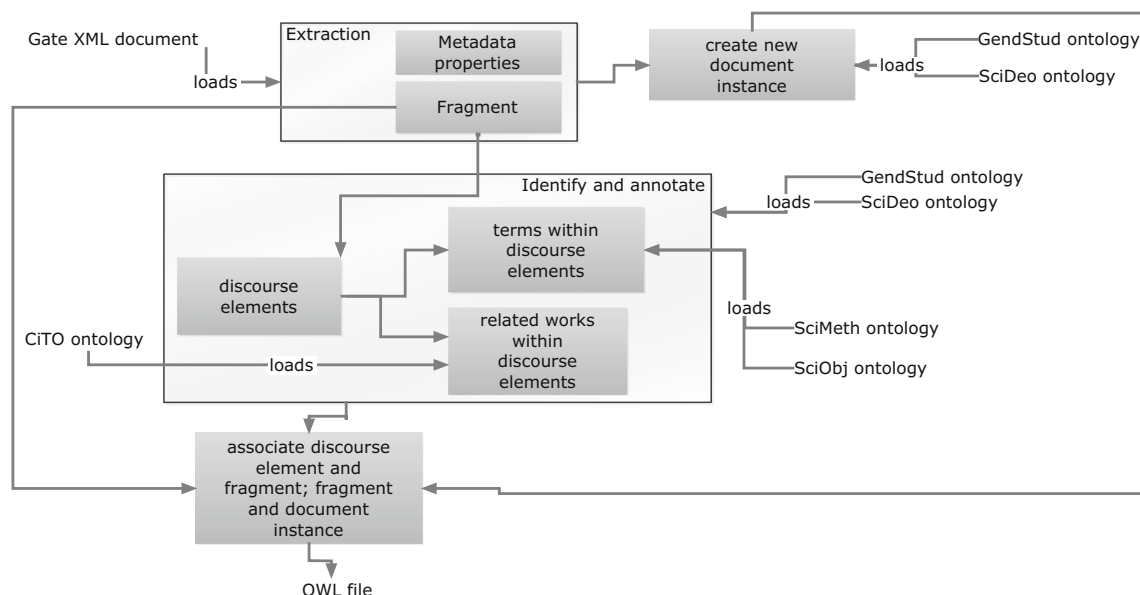 Gate XML document
loads
Extraction
Metadad
properties
Fragment
create new
document
instance
GendStud ontology
loads
SciDeo ontology
Identify and annotate
GendStud ontology
loads
SciDeo ontology
terms within
discourse
elements
discourse
elements
loads
related works
within
discourse
elements
SciMeth ontology
CiTO ontology
loads
SciObj ontology
associate discourse
element and
fragment; fragment
and document
instance
OWL file